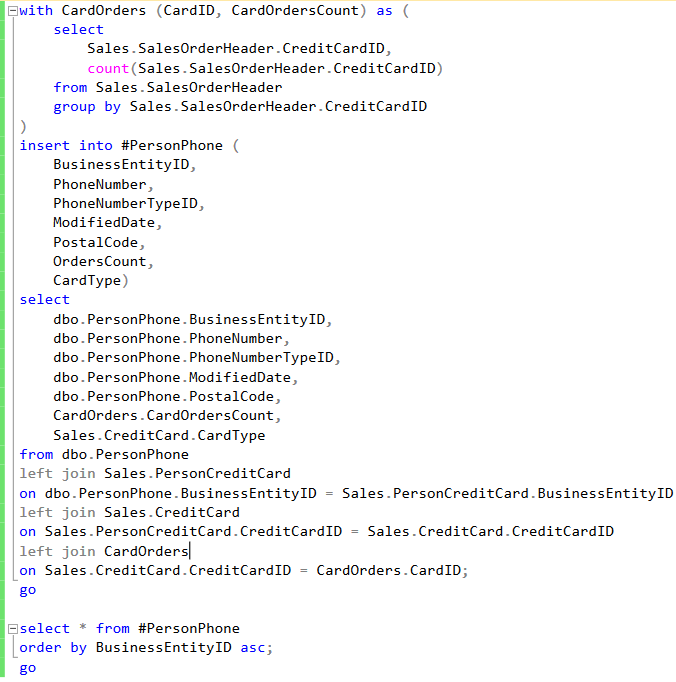 with CardOrders (CardID, CardOrdersCount) as (
    select
        Sales.SalesOrderHeader.CreditCardID,
        count(Sales.SalesOrderHeader.CreditCardID)
    from Sales.SalesOrderHeader
    group by Sales.SalesOrderHeader.CreditCardID
)
insert into #PersonPhone (
    BusinessEntityID,
    PhoneNumber,
    PhoneNumberTypeID,
    ModifiedDate,
    PostalCode,
    OrdersCount,
    CardType)
select
    dbo.PersonPhone.BusinessEntityID,
    dbo.PersonPhone.PhoneNumber,
    dbo.PersonPhone.PhoneNumberTypeID,
    dbo.PersonPhone.ModifiedDate,
    dbo.PersonPhone.PostalCode,
    CardOrders.CardOrdersCount,
    Sales.CreditCard.CardType
from dbo.PersonPhone
left join Sales.PersonCreditCard
on dbo.PersonPhone.BusinessEntityID = Sales.PersonCreditCard.BusinessEntityID
left join Sales.CreditCard
on Sales.PersonCreditCard.CreditCardID = Sales.CreditCard.CreditCardID
left join CardOrders
on Sales.CreditCard.CreditCardID = CardOrders.CardID;
go
select * from #PersonPhone
order by BusinessEntityID asc;
go